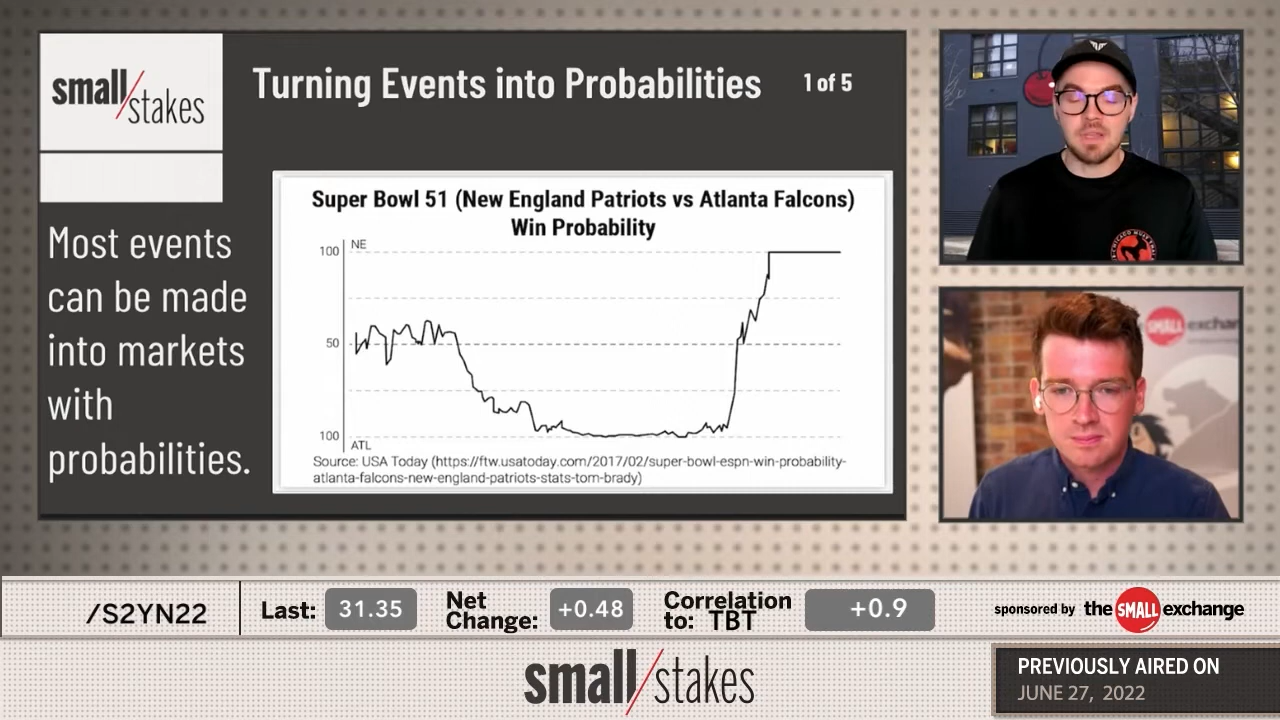 small/stakes
Turning Events into Probabilities
1 of 5
Most events
can be made
into markets
with
probabilities.
Super Bowl 51 (New England Patriots vs Atlanta Falcons)
Win Probability
NE
100
50
100
ATL
Source: USA Today (https://ftw.usatoday.com/2017/02/super-bowl-espn-win-probability-
atlanta-falcons-new-england-patriots-stats-tom-brady)
SMALL exchan
/S2YN22
Last: 31.35
Net
Change: +0.48
Correlation
to: TBT +0.9
sponsored by the SMALL exchange
small/stakes
PREVIOUSLY AIRED ON
JUNE 27, 2022